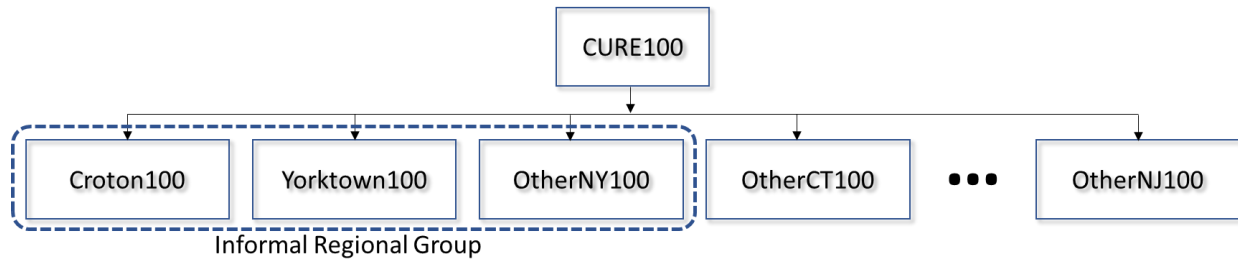 CURE100
Croton100
Yorktown100
OtherNY100
OtherCT100
•••
OtherNJ100
Informal Regional Group